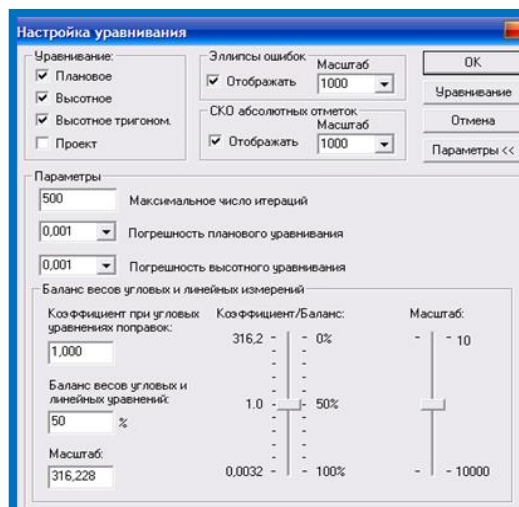 Настройка уравнивания
Уравнивание:
Плановое
Высотное
Высотное тригоном.
Проект
Эллипсы ошибок
Масштаб
Отображать
1000
СКО абсолютных отметок
Масштаб
Отображать
1000
OK
Уравнивание
Отмена
Параметры <<
Параметры
500 Максимальное число итераций
0,001 Погрешность планового уравнивания
0,001 Погрешность высотного уравнивания
Баланс весов угловых и линейных измерений
Коэффициент при угловых
уравнениях поправок:
1,000
Баланс весов угловых и
линейных уравнений:
50 %
Масштаб:
316,228
Коэффициент/Баланс:
316,2 - - 0%
1.0 - - 50%
0,0032 - - 100%
Масштаб:
- - 10
- - 10000